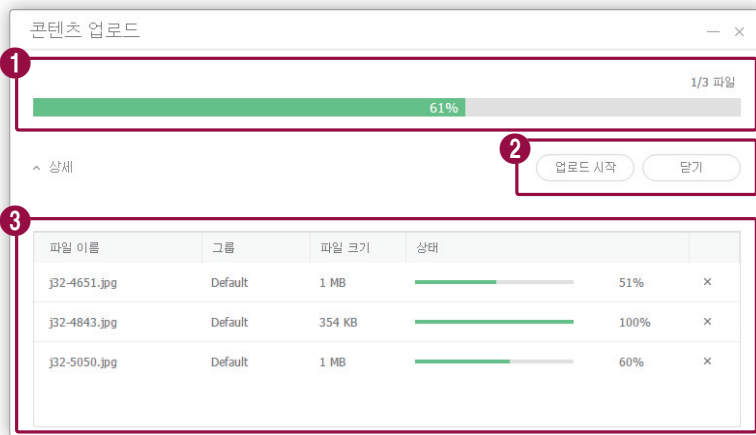 콘텐츠 업로드
1
1/3 파일
61%
2
상세
업로드 시작
닫기
3
파일 이름 그룹 파일 크기 상태
j32-4651.jpg Default 1 MB 51%
j32-4843.jpg Default 354 KB 100%
j32-5050.jpg Default 1 MB 60%